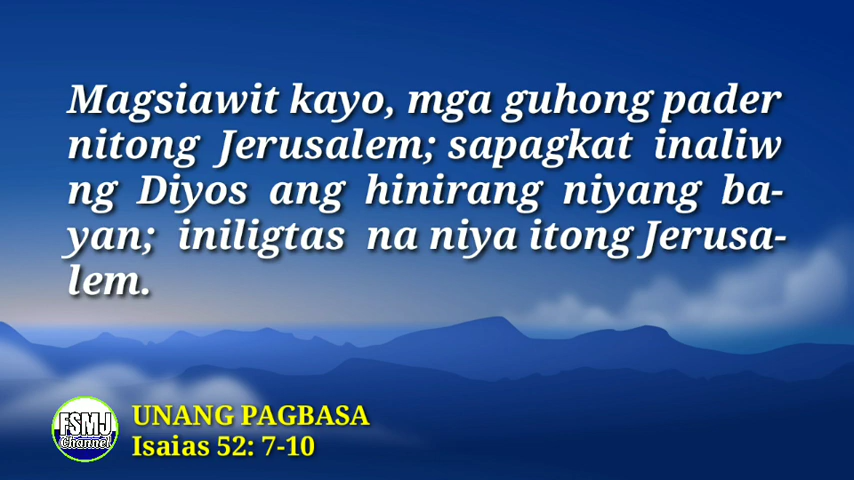 Magsiawit kayo, mga guhong pader
nitong Jerusalem; sapagkat inaliw
ng Diyos ang hinirang niyang ba-
yan; iniligtas na niya itong Jerusa-
lem.
FSMJ
Channel
UNANG PAGBASA
Isaias 52: 7-10